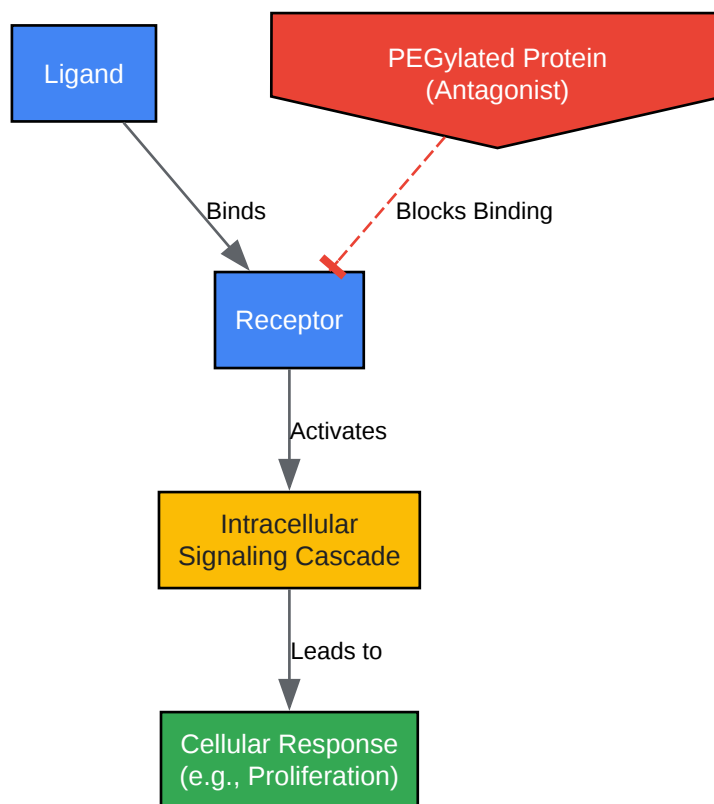 Ligand
PEGylated Protein
(Antagonist)
Binds
Blocks Binding
Receptor
Activates
Intracellular
Signaling Cascade
Leads to
Cellular Response
(e.g., Proliferation)